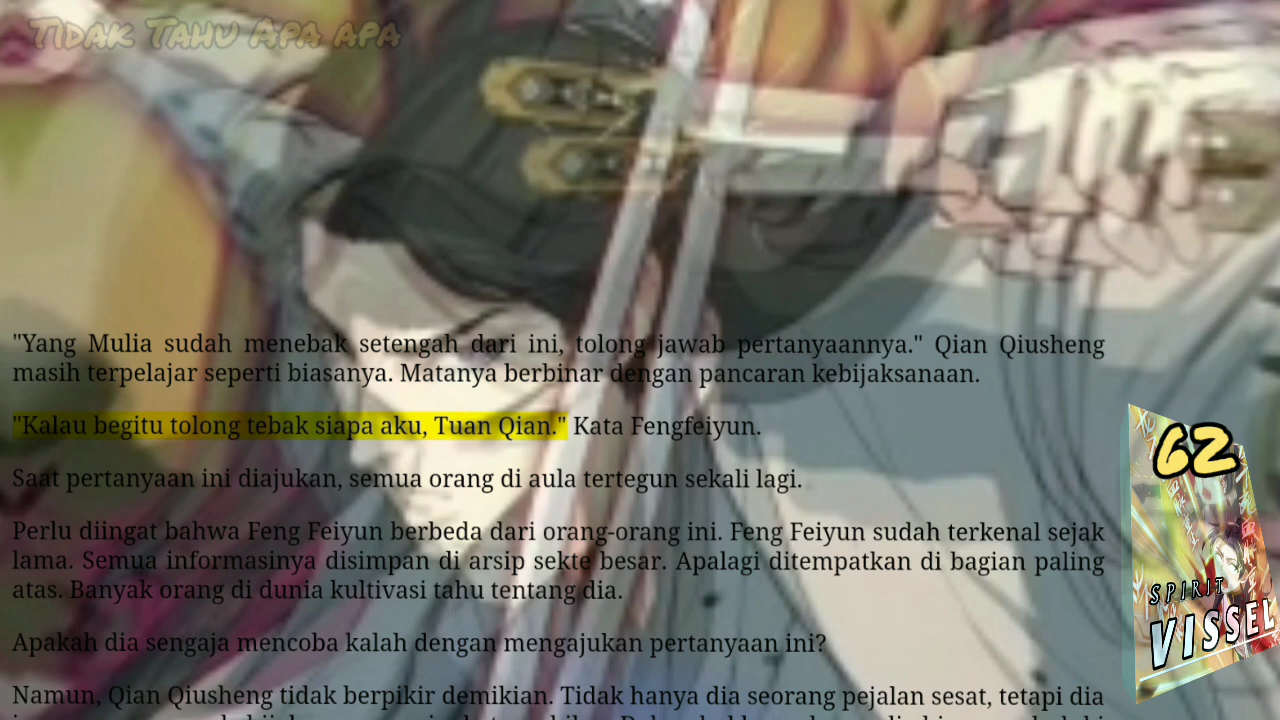 Tidak Tahu Apa apa
"Yang Mulia sudah menebak setengah dari ini, tolong jawab pertanyaannya." Qian Qiusheng
masih terpelajar seperti biasanya. Matanya berbinar dengan pancaran kebijaksanaan.
"Kalau begitu tolong tebak siapa aku, Tuan Qian." Kata Fengfeiyun.
Saat pertanyaan ini diajukan, semua orang di aula tertegun sekali lagi.
Perlu diingat bahwa Feng Feiyun berbeda dari orang-orang ini. Feng Feiyun sudah terkenal sejak
lama. Semua informasinya disimpan di arsip sekte besar. Apalagi ditempatkan di bagian paling
atas. Banyak orang di dunia kultivasi tahu tentang dia.
Apakah dia sengaja mencoba kalah dengan mengajukan pertanyaan ini?
Namun, Qian Qiusheng tidak berpikir demikian. Tidak hanya dia seorang pejalan sesat, tetapi dia
62
SPIRIT
VISSEL